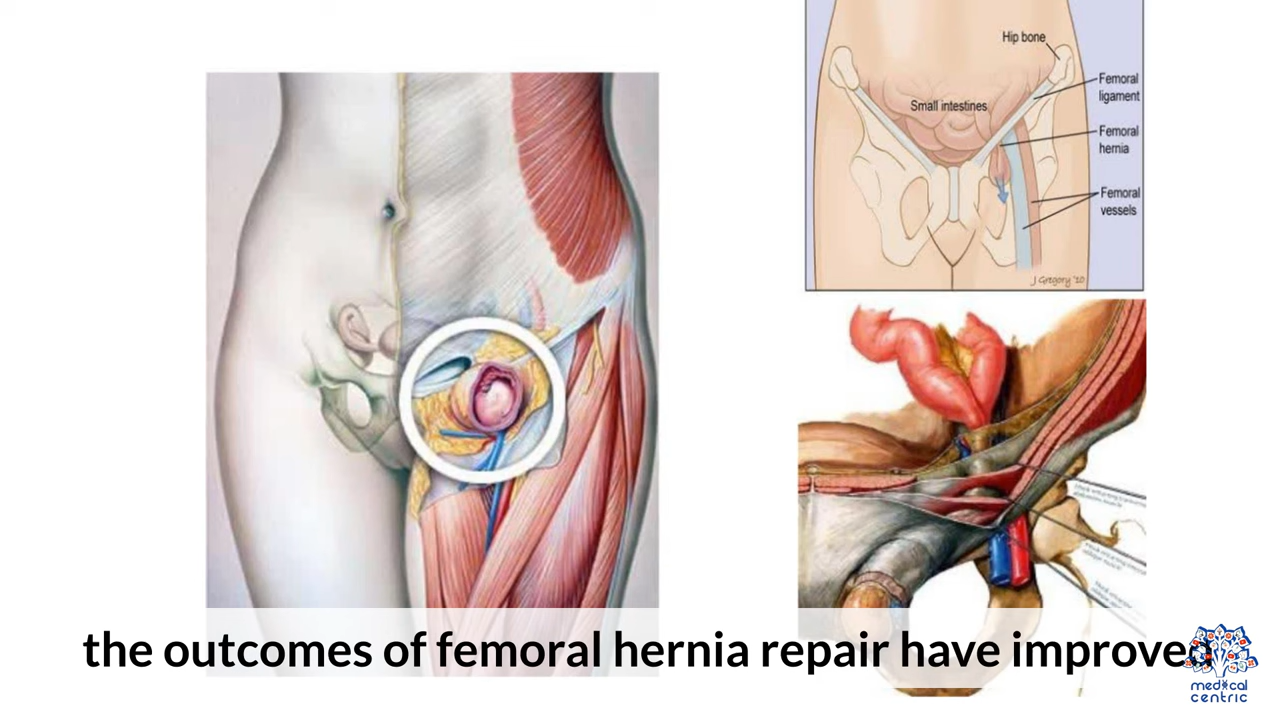 Hip bone
Femoral
ligament
Small intestines
Femoral
hernia
Femoral
vessels
J Gregory '10
the outcomes of femoral hernia repair have improved
medical
centric